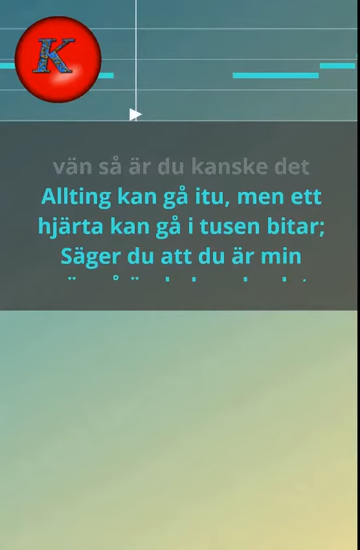 K
vän så är du kanske det
Allting kan gå itu, men ett
hjärta kan gå i tusen bitar;
Säger du att du är min